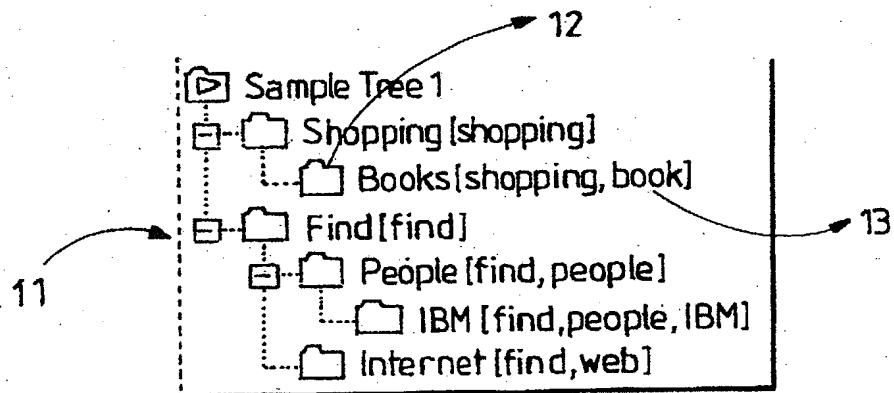 12
Sample Tree 1
Shopping [shopping]
Books [shopping, book]
Find [find]
13
People [find, people]
11
IBM [find, people, IBM]
Internet [find, web]